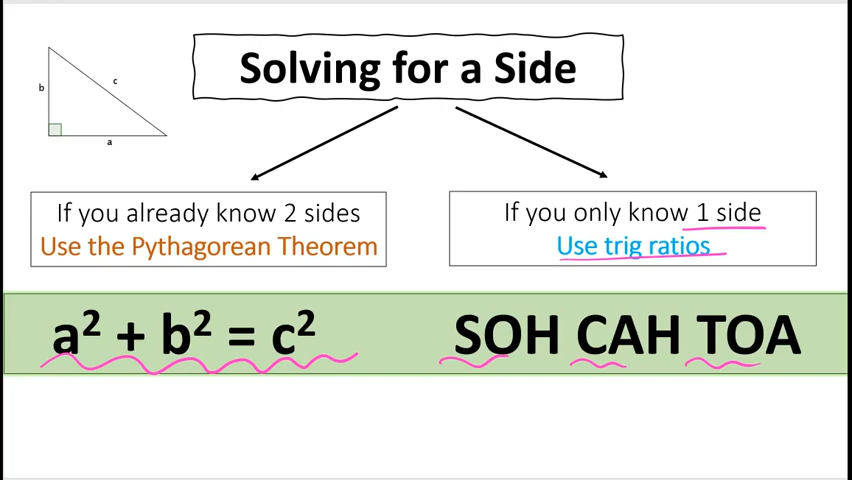 Solving for a Side
b
c
a
If you already know 2 sides
Use the Pythagorean Theorem
If you only know 1 side
Use trig ratios
a² + b² = c²
SOH CAH TOA